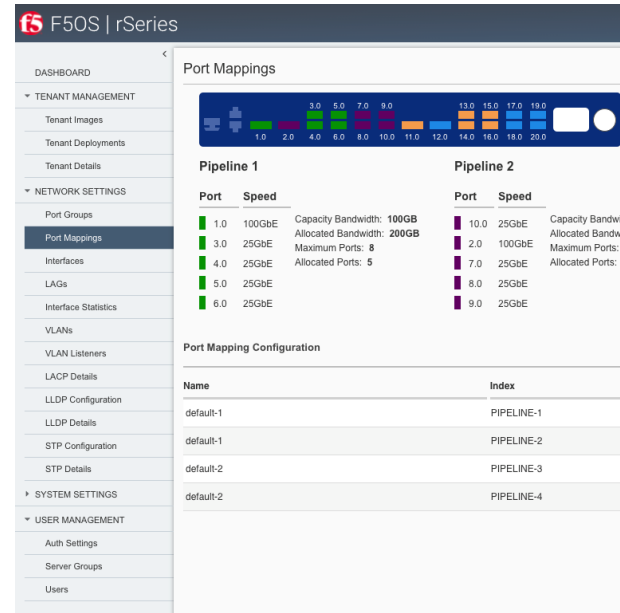 f5 F5OS | rSeries
<
DASHBOARD
TENANT MANAGEMENT
Tenant Images
Tenant Deployments
Tenant Details
NETWORK SETTINGS
Port Groups
Port Mappings
Interfaces
LAGs
Interface Statistics
VLANs
VLAN Listeners
LACP Details
LLDP Configuration
LLDP Details
STP Configuration
STP Details
SYSTEM SETTINGS
USER MANAGEMENT
Auth Settings
Server Groups
Users
Port Mappings
3.0 5.0 7.0 9.0 13.0 15.0 17.0 19.0
1.0 2.0 4.0 6.0 8.0 10.0 11.0 12.0 14.0 16.0 18.0 20.0
Pipeline 1
Port Speed
1.0 100GbE
3.0 25GbE
4.0 25GbE
5.0 25GbE
6.0 25GbE
Capacity Bandwidth: 100GB
Allocated Bandwidth: 200GB
Maximum Ports: 8
Allocated Ports: 5
Pipeline 2
Port Speed
10.0 25GbE
2.0 100GbE
7.0 25GbE
8.0 25GbE
9.0 25GbE
Capacity Bandwi
Allocated Bandw
Maximum Ports:
Allocated Ports:
Port Mapping Configuration
Name Index
default-1 PIPELINE-1
default-1 PIPELINE-2
default-2 PIPELINE-3
default-2 PIPELINE-4